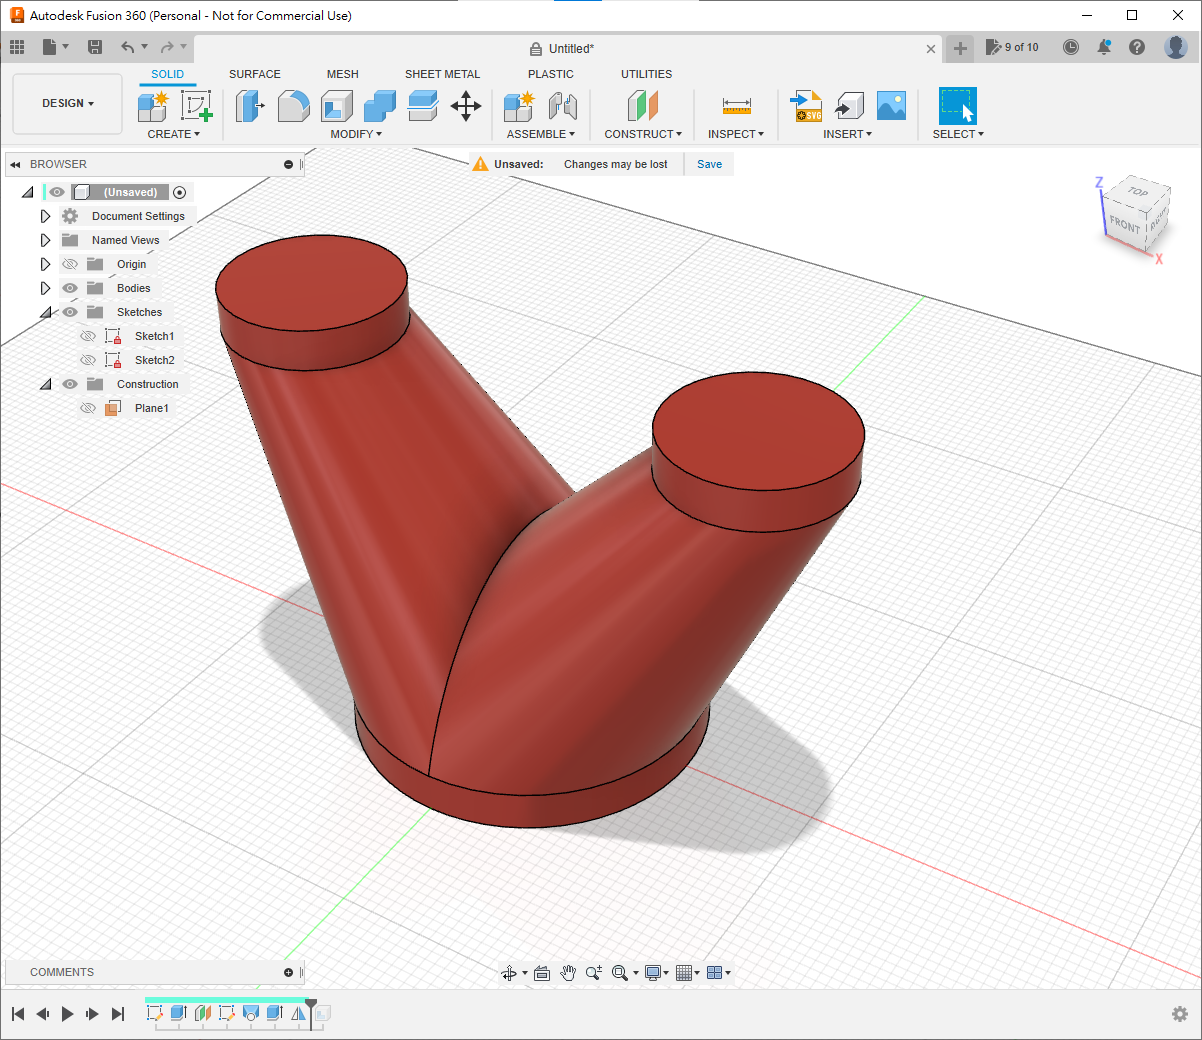 Autodesk Fusion 360 (Personal - Not for Commercial Use)
Untitled*
9 of 10
DESIGN
SOLID SURFACE MESH SHEET METAL PLASTIC UTILITIES
SVG
CREATE MODIFY ASSEMBLE CONSTRUCT INSPECT INSERT SELECT
BROWSER
Unsaved: Changes may be lost Save
(Unsaved)
Document Settings
Named Views
Origin
Bodies
Sketches
Sketch1
Sketch2
Construction
Plane1
Z
TOP
FRONT
RIGHT
X
COMMENTS